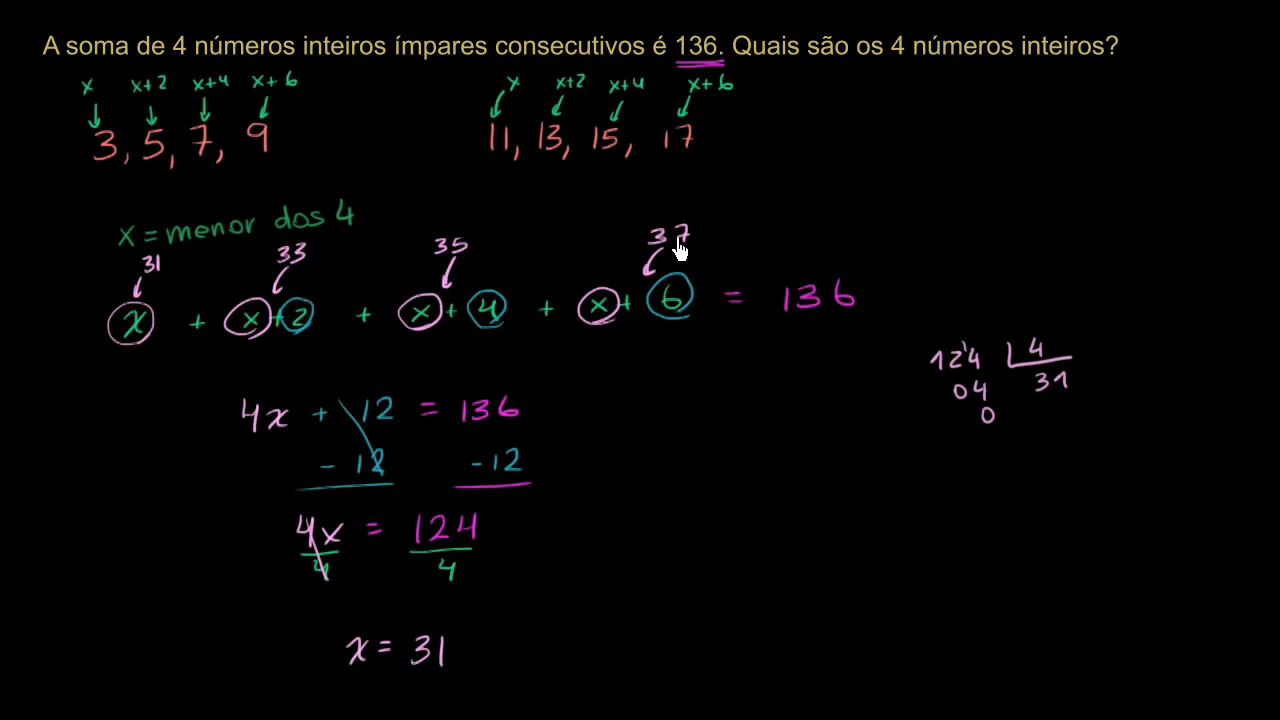 A soma de 4 números inteiros ímpares consecutivos é 136. Quais são os 4 números inteiros?
x x+2 x+4 x+6 x x+2 x+4 x+6
3, 5, 7, 9 11, 13, 15, 17
x = menor dos 4
31 33 35 37
x + x+2 + x+4 + x+6 = 136
124 4
04 31
0
4x + 12 = 136
- 12 -12
4x = 124
4 4
x = 31